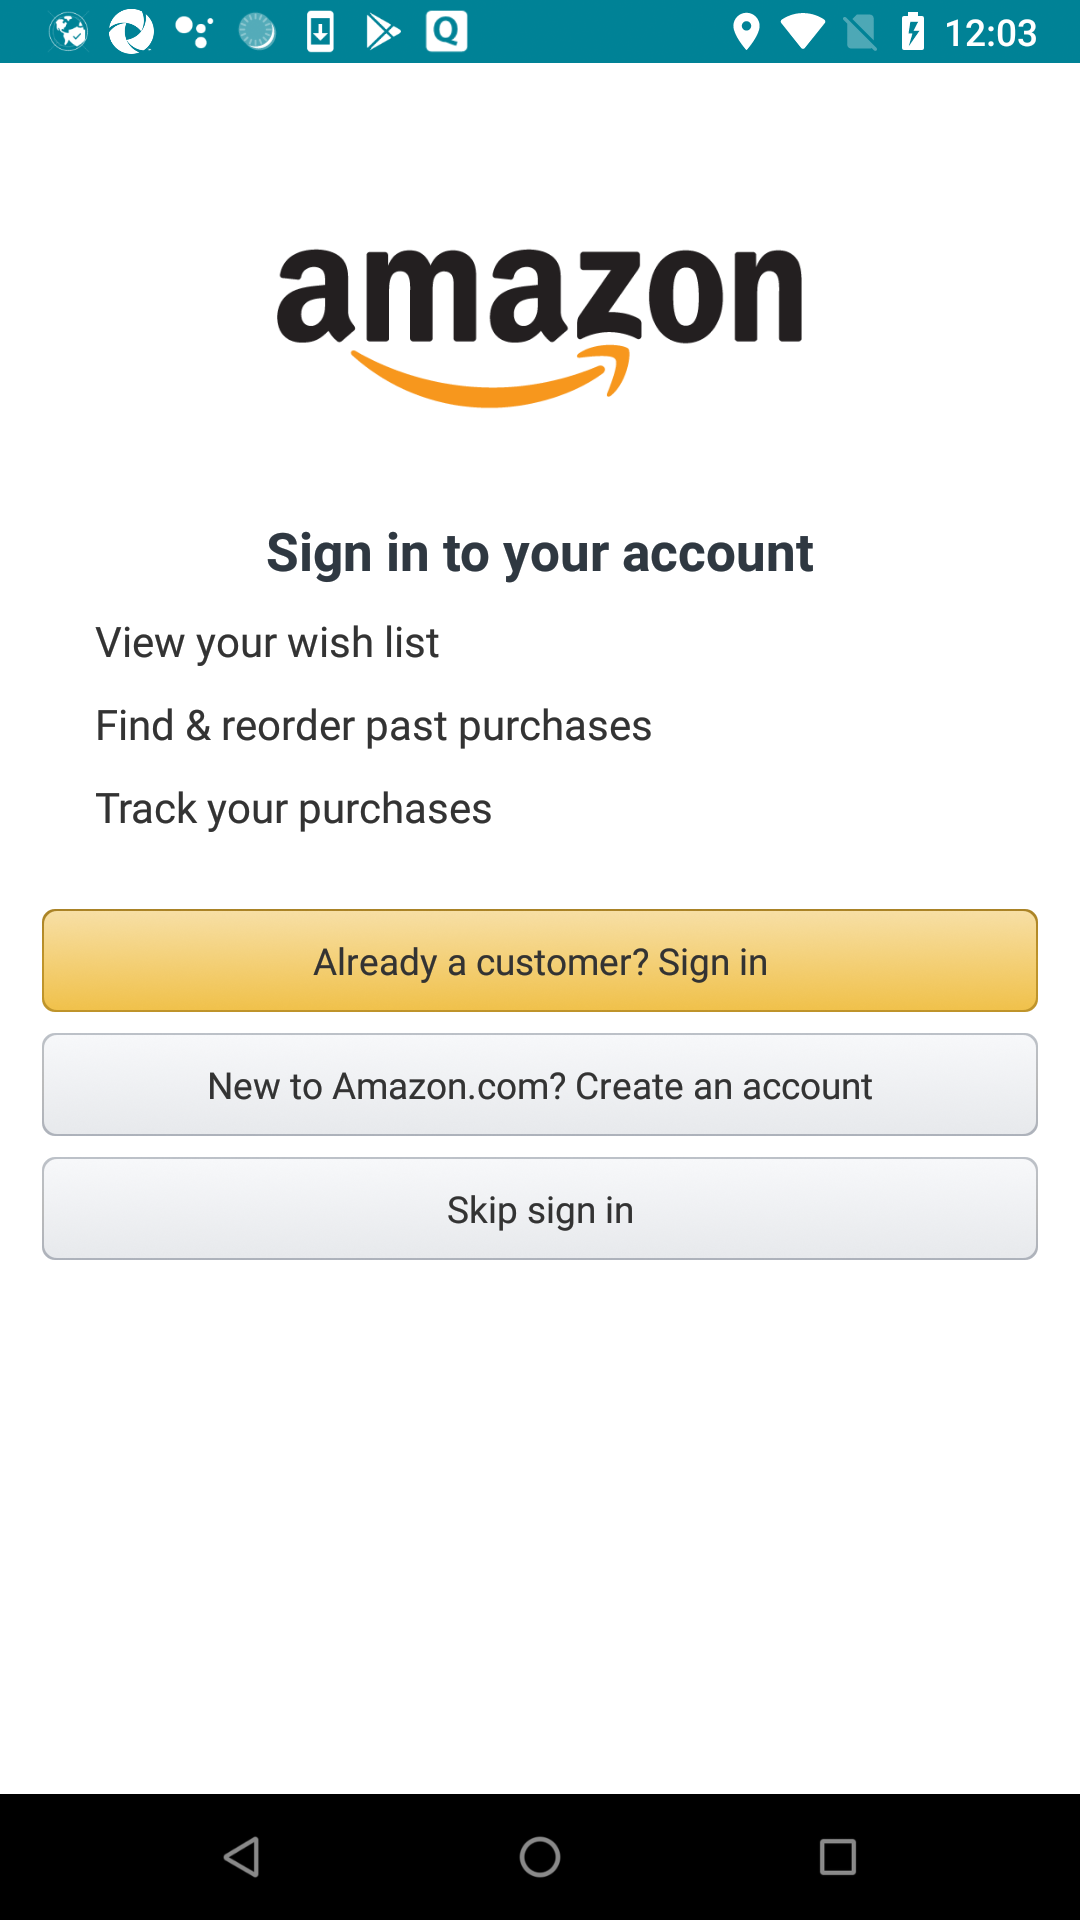 12:03
amazon
Sign in to your account
View your wish list
Find & reorder past purchases
Track your purchases
Already a customer? Sign in
New to Amazon.com? Create an account
Skip sign in